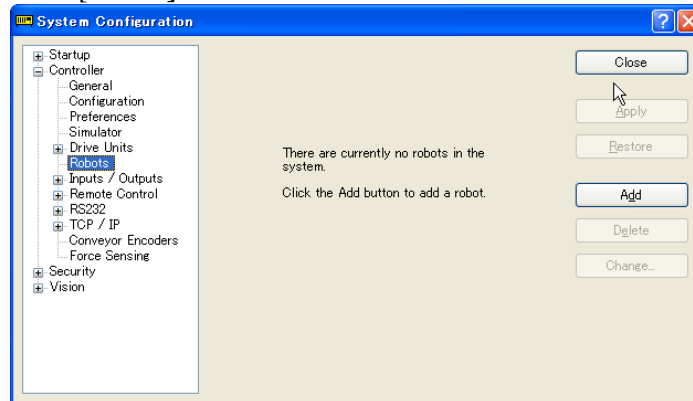 System Configuration
Startup
Controller
General
Configuration
Preferences
Simulator
Drive Units
Robots
Inputs / Outputs
Remote Control
RS232
TCP / IP
Conveyor Encoders
Force Sensing
Security
Vision
There are currently no robots in the
system.
Click the Add button to add a robot.
Close
Apply
Restore
Add
Delete
Change...